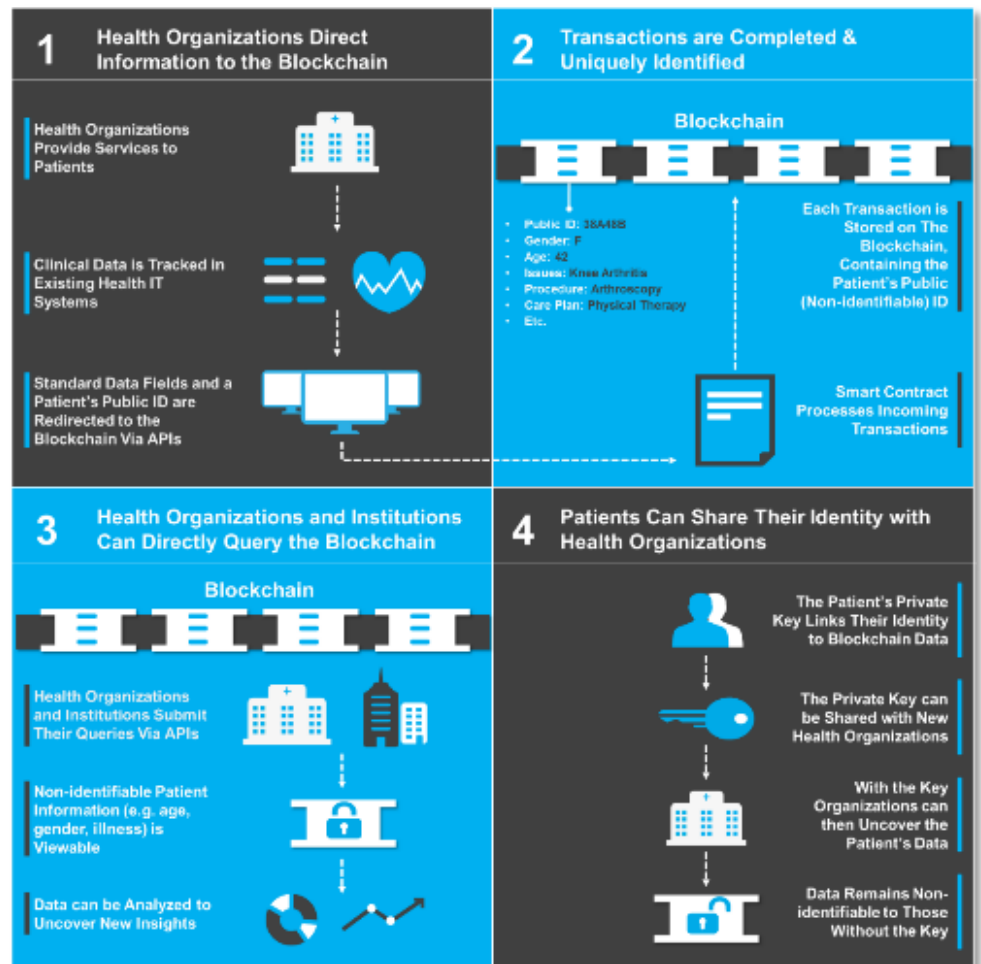 1
Health Organizations Direct
Information to the Blockchain
Health Organizations
Provide Services to
Patients
Clinical Data is Tracked in
Existing Health IT
Systems
Standard Data Fields and a
Patient's Public ID are
Redirected to the
Blockchain Via APIs
2
Transactions are Completed &
Uniquely Identified
Blockchain
• Public ID: 38A48B
• Gender: F
• Age: 42
• Issues: Knee Arthritis
• Procedure: Arthroscopy
• Care Plan: Physical Therapy
• Etc.
Each Transaction is
Stored on The
Blockchain,
Containing the
Patient's Public
(Non-identifiable) ID
Smart Contract
Processes Incoming
Transactions
3
Health Organizations and Institutions
Can Directly Query the Blockchain
Blockchain
Health Organizations
and Institutions Submit
Their Queries Via APIs
Non-identifiable Patient
Information (e.g. age,
gender, illness) is
Viewable
Data can be Analyzed to
Uncover New Insights
4
Patients Can Share Their Identity with
Health Organizations
The Patient's Private
Key Links Their Identity
to Blockchain Data
The Private Key can
be Shared with New
Health Organizations
With the Key
Organizations can
then Uncover the
Patient's Data
Data Remains Non-
identifiable to Those
Without the Key